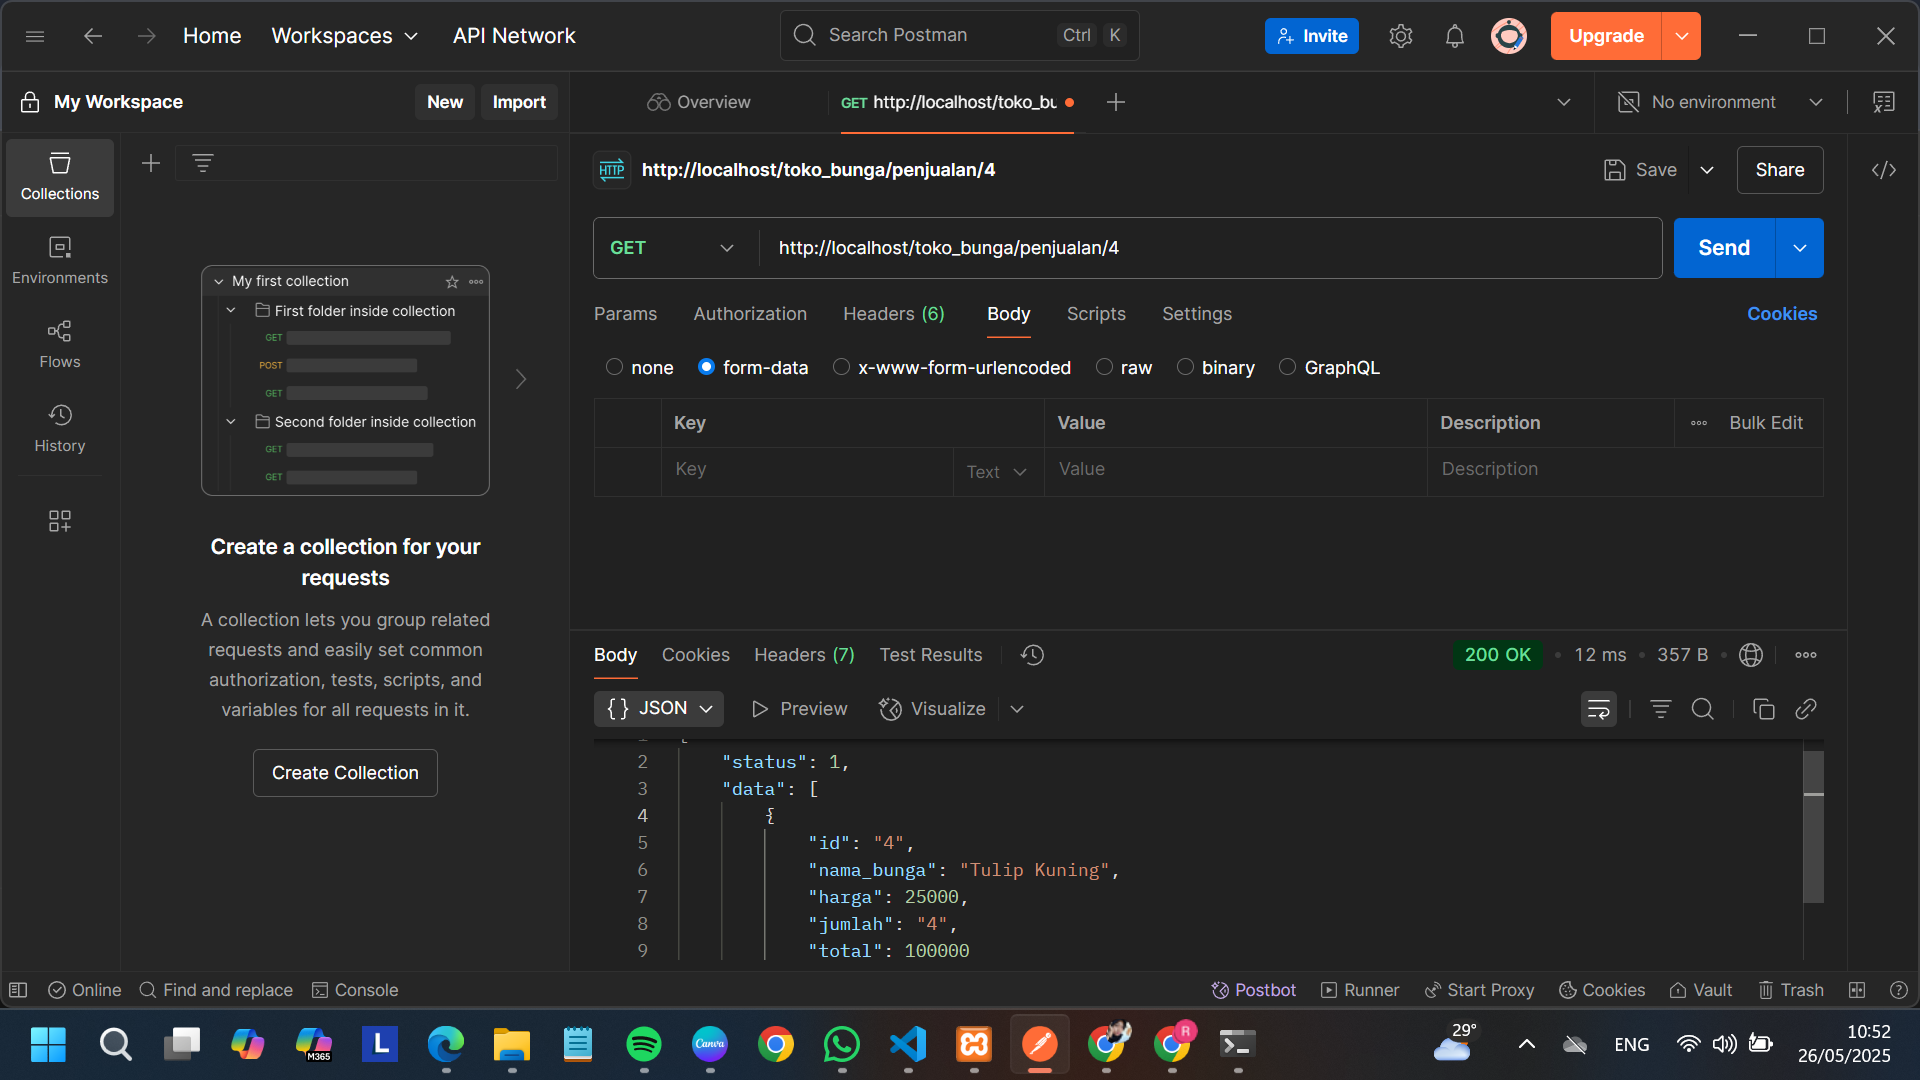 Home
Workspaces
API Network
Search Postman
Ctrl K
Invite
Upgrade
My Workspace
New
Import
Overview
GET http://localhost/toko_bu
No environment
Collections
Environments
Flows
History
My first collection
First folder inside collection
GET
POST
GET
Second folder inside collection
GET
GET
Create a collection for your
requests
A collection lets you group related
requests and easily set common
authorization, tests, scripts, and
variables for all requests in it.
Create Collection
HTTP http://localhost/toko_bunga/penjualan/4
Save
Share
GET
http://localhost/toko_bunga/penjualan/4
Send
Params Authorization Headers (6) Body Scripts Settings
Cookies
none form-data x-www-form-urlencoded raw binary GraphQL
Key Value Description Bulk Edit
Key Text Value Description
Body Cookies Headers (7) Test Results
200 OK • 12 ms • 357 B
{} JSON Preview Visualize
2 "status": 1,
3 "data": [
4 {
5 "id": "4",
6 "nama_bunga": "Tulip Kuning",
7 "harga": 25000,
8 "jumlah": "4",
9 "total": 100000
Online Find and replace Console
Postbot Runner Start Proxy Cookies Vault Trash
M365
L
Canva
R
29°
ENG
10:52
26/05/2025